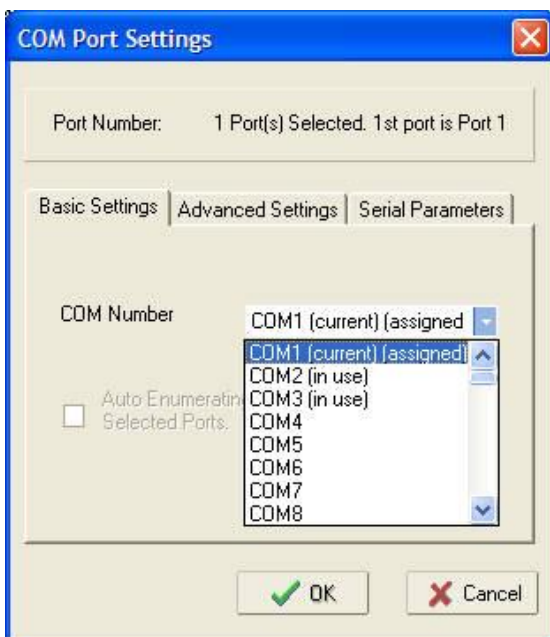 COM Port Settings
Port Number: 1 Port(s) Selected. 1st port is Port 1
Basic Settings Advanced Settings Serial Parameters
COM Number COM1 (current) (assigned
COM1 (current) (assigned)
COM2 (in use)
Auto Enumeratin COM3 (in use)
Selected Ports. COM4
COM5
COM6
COM7
COM8
OK Cancel